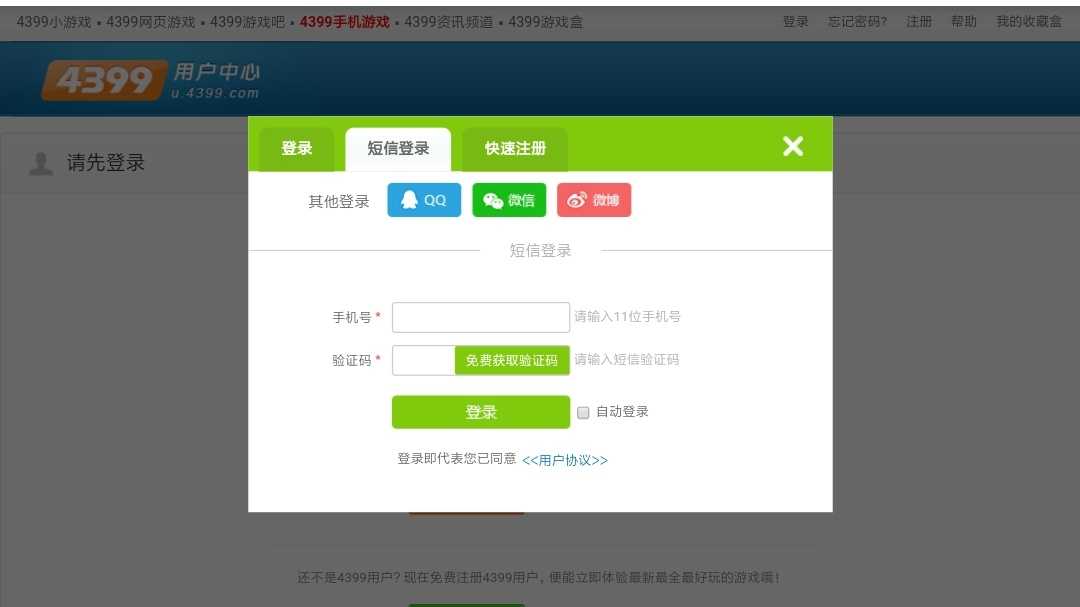 4399小游戏 ▪ 4399网页游戏 ▪ 4399游戏吧 ▪ 4399手机游戏 ▪ 4399资讯频道 ▪ 4399游戏盒 登录 忘记密码? 注册 帮助 我的收藏盒
4399 用户中心
u.4399.com
登录 短信登录 快速注册
请先登录
其他登录 QQ 微信 微博
短信登录
手机号 * 请输入11位手机号
验证码 * 免费获取验证码 请输入短信验证码
登录 自动登录
登录即代表您已同意 <<用户协议>>
还不是4399用户? 现在免费注册4399用户, 便能立即体验最新最全最好玩的游戏哦!